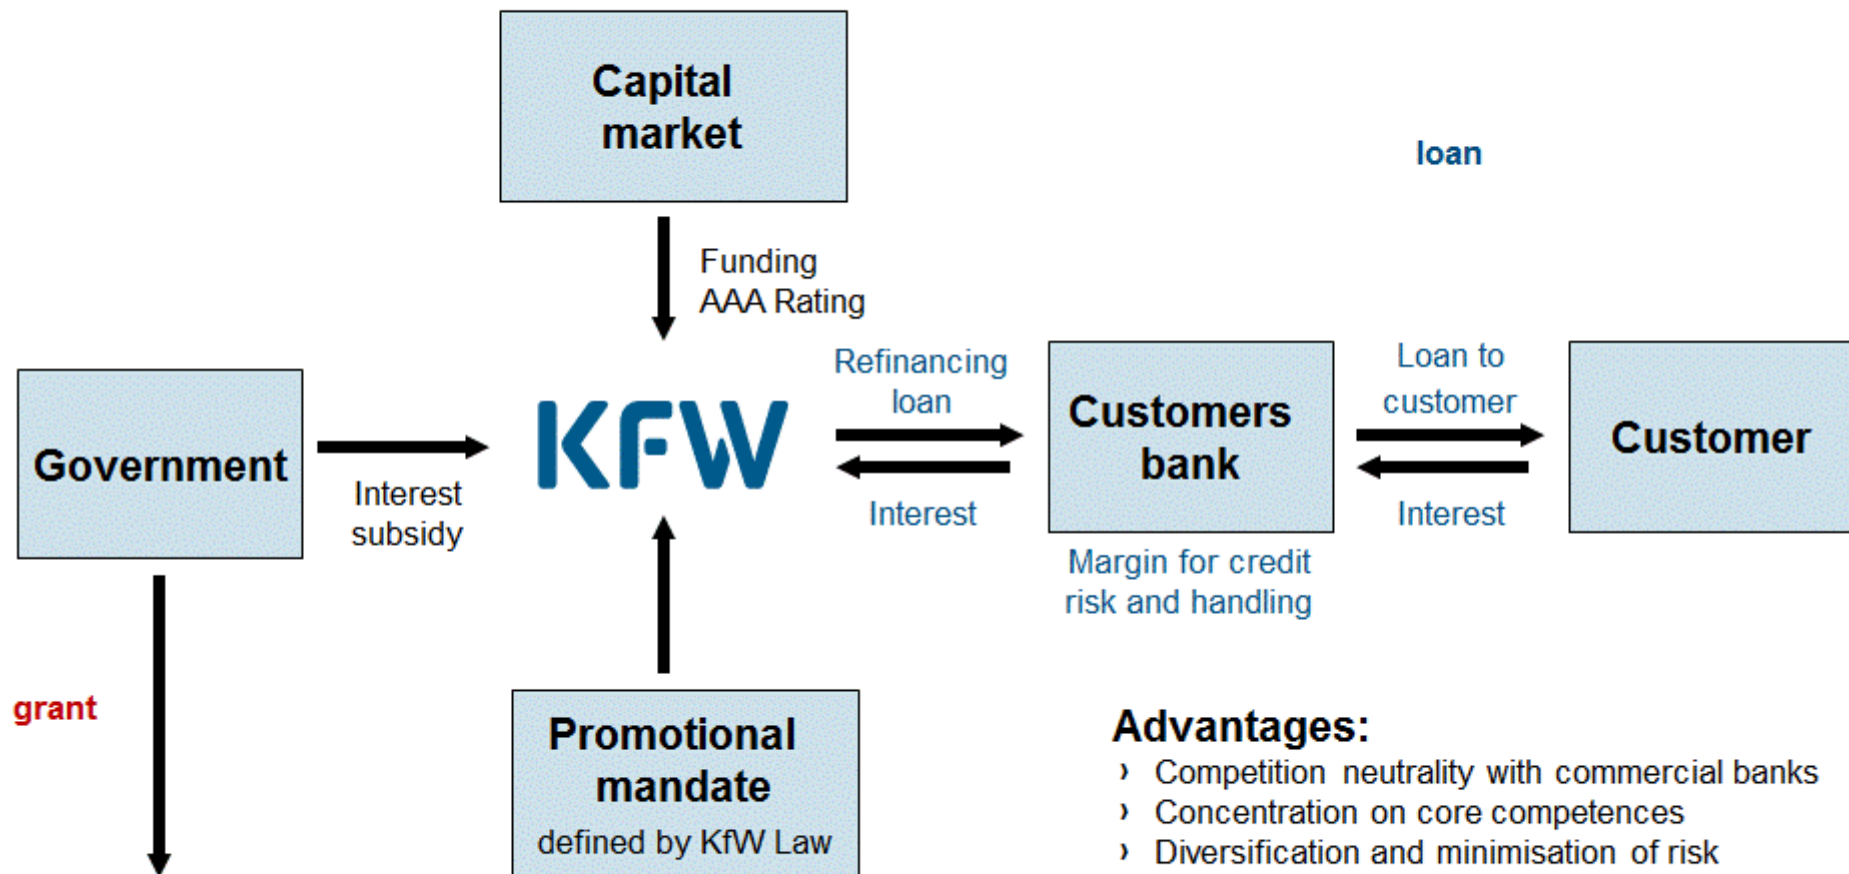 Capital
market
loan
Funding
AAA Rating
Government
Interest
subsidy
KFW
Refinancing
loan
Interest
Customers
bank
Margin for credit
risk and handling
Loan to
customer
Interest
Customer
grant
Promotional
mandate
defined by KfW Law
Advantages:
› Competition neutrality with commercial banks
› Concentration on core competences
› Diversification and minimisation of risk